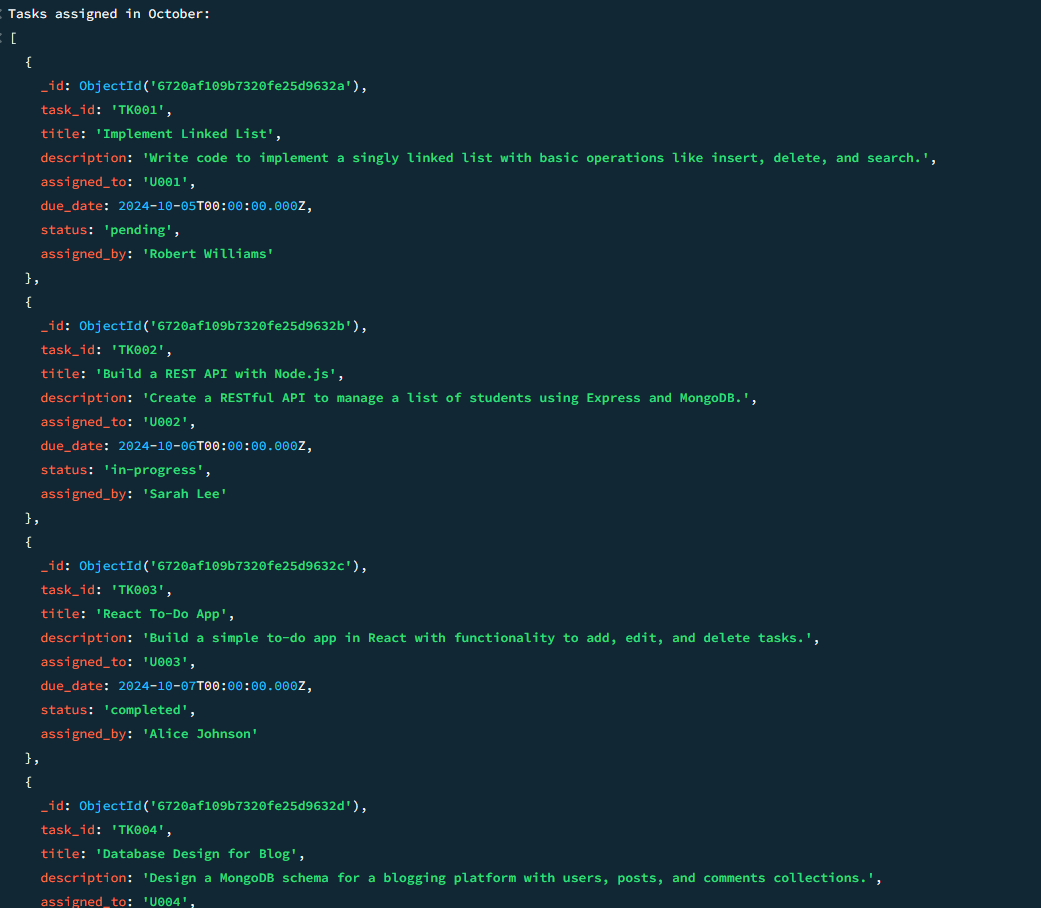 Tasks assigned in October:
[
{
_id: ObjectId('6720af109b7320fe25d9632a'),
task_id: 'TK001',
title: 'Implement Linked List',
description: 'Write code to implement a singly linked list with basic operations like insert, delete, and search.',
assigned_to: 'U001',
due_date: 2024-10-05T00:00:00.000Z,
status: 'pending',
assigned_by: 'Robert Williams'
},
{
_id: ObjectId('6720af109b7320fe25d9632b'),
task_id: 'TK002',
title: 'Build a REST API with Node.js',
description: 'Create a RESTful API to manage a list of students using Express and MongoDB.',
assigned_to: 'U002',
due_date: 2024-10-06T00:00:00.000Z,
status: 'in-progress',
assigned_by: 'Sarah Lee'
},
{
_id: ObjectId('6720af109b7320fe25d9632c'),
task_id: 'TK003',
title: 'React To-Do App',
description: 'Build a simple to-do app in React with functionality to add, edit, and delete tasks.',
assigned_to: 'U003',
due_date: 2024-10-07T00:00:00.000Z,
status: 'completed',
assigned_by: 'Alice Johnson'
},
{
_id: ObjectId('6720af109b7320fe25d9632d'),
task_id: 'TK004',
title: 'Database Design for Blog',
description: 'Design a MongoDB schema for a blogging platform with users, posts, and comments collections.',
assigned_to: 'U004',